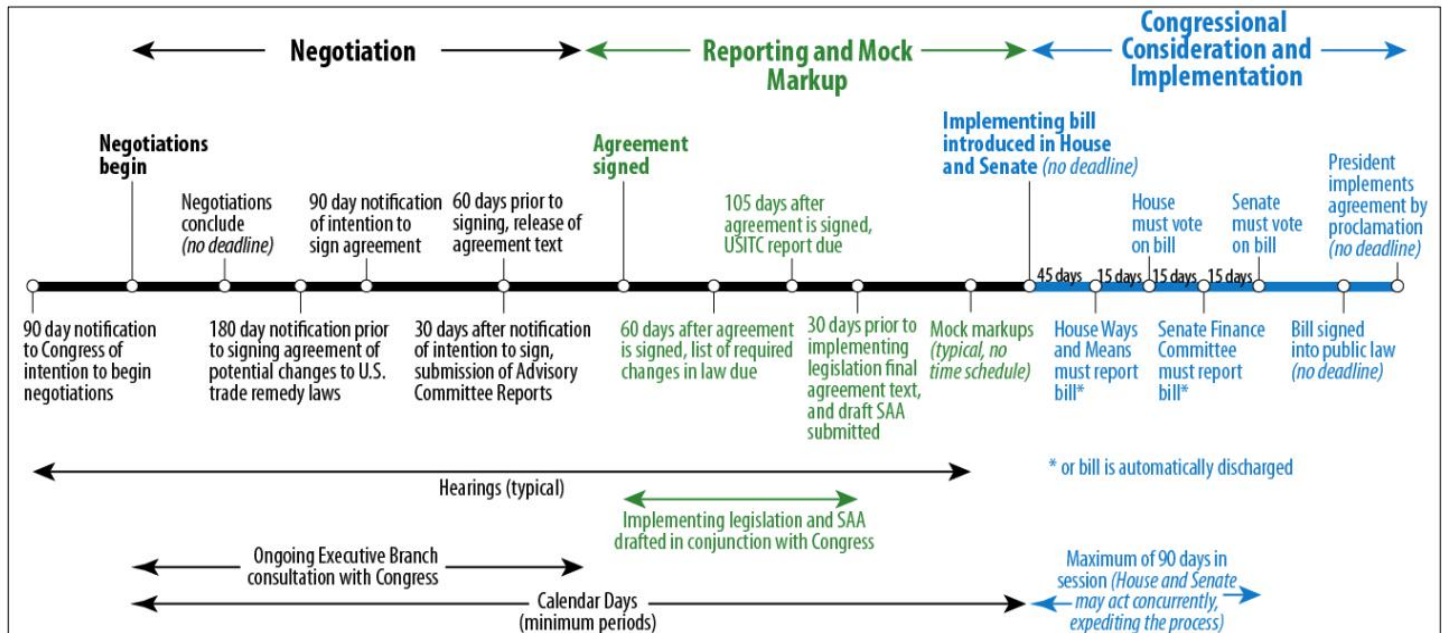 Negotiation
Reporting and Mock
Markup
Congressional
Consideration and
Implementation
Negotiations
begin
Agreement
signed
Implementing bill
introduced in House
and Senate (no deadline)
Negotiations
conclude
(no deadline)
90 day notification
of intention to
sign agreement
60 days prior to
signing, release of
agreement text
105 days after
agreement is signed,
USITC report due
House
must vote
on bill
Senate
must vote
on bill
President
implements
agreement by
proclamation
(no deadline)
45 days
15 days
15 days
15 days
90 day notification
to Congress of
intention to begin
negotiations
180 day notification prior
to signing agreement of
potential changes to U.S.
trade remedy laws
30 days after notification
of intention to sign,
submission of Advisory
Committee Reports
60 days after agreement
is signed, list of required
changes in law due
30 days prior to
implementing
legislation final
agreement text,
and draft SAA
submitted
Mock markups
(typical, no
time schedule)
House Ways
and Means
must report
bill*
Senate Finance
Committee
must report
bill*
Bill signed
into public law
(no deadline)
* or bill is automatically discharged
Hearings (typical)
Implementing legislation and SAA
drafted in conjunction with Congress
Ongoing Executive Branch
consultation with Congress
Calendar Days
(minimum periods)
Maximum of 90 days in
session (House and Senate
may act concurrently,
expediting the process)